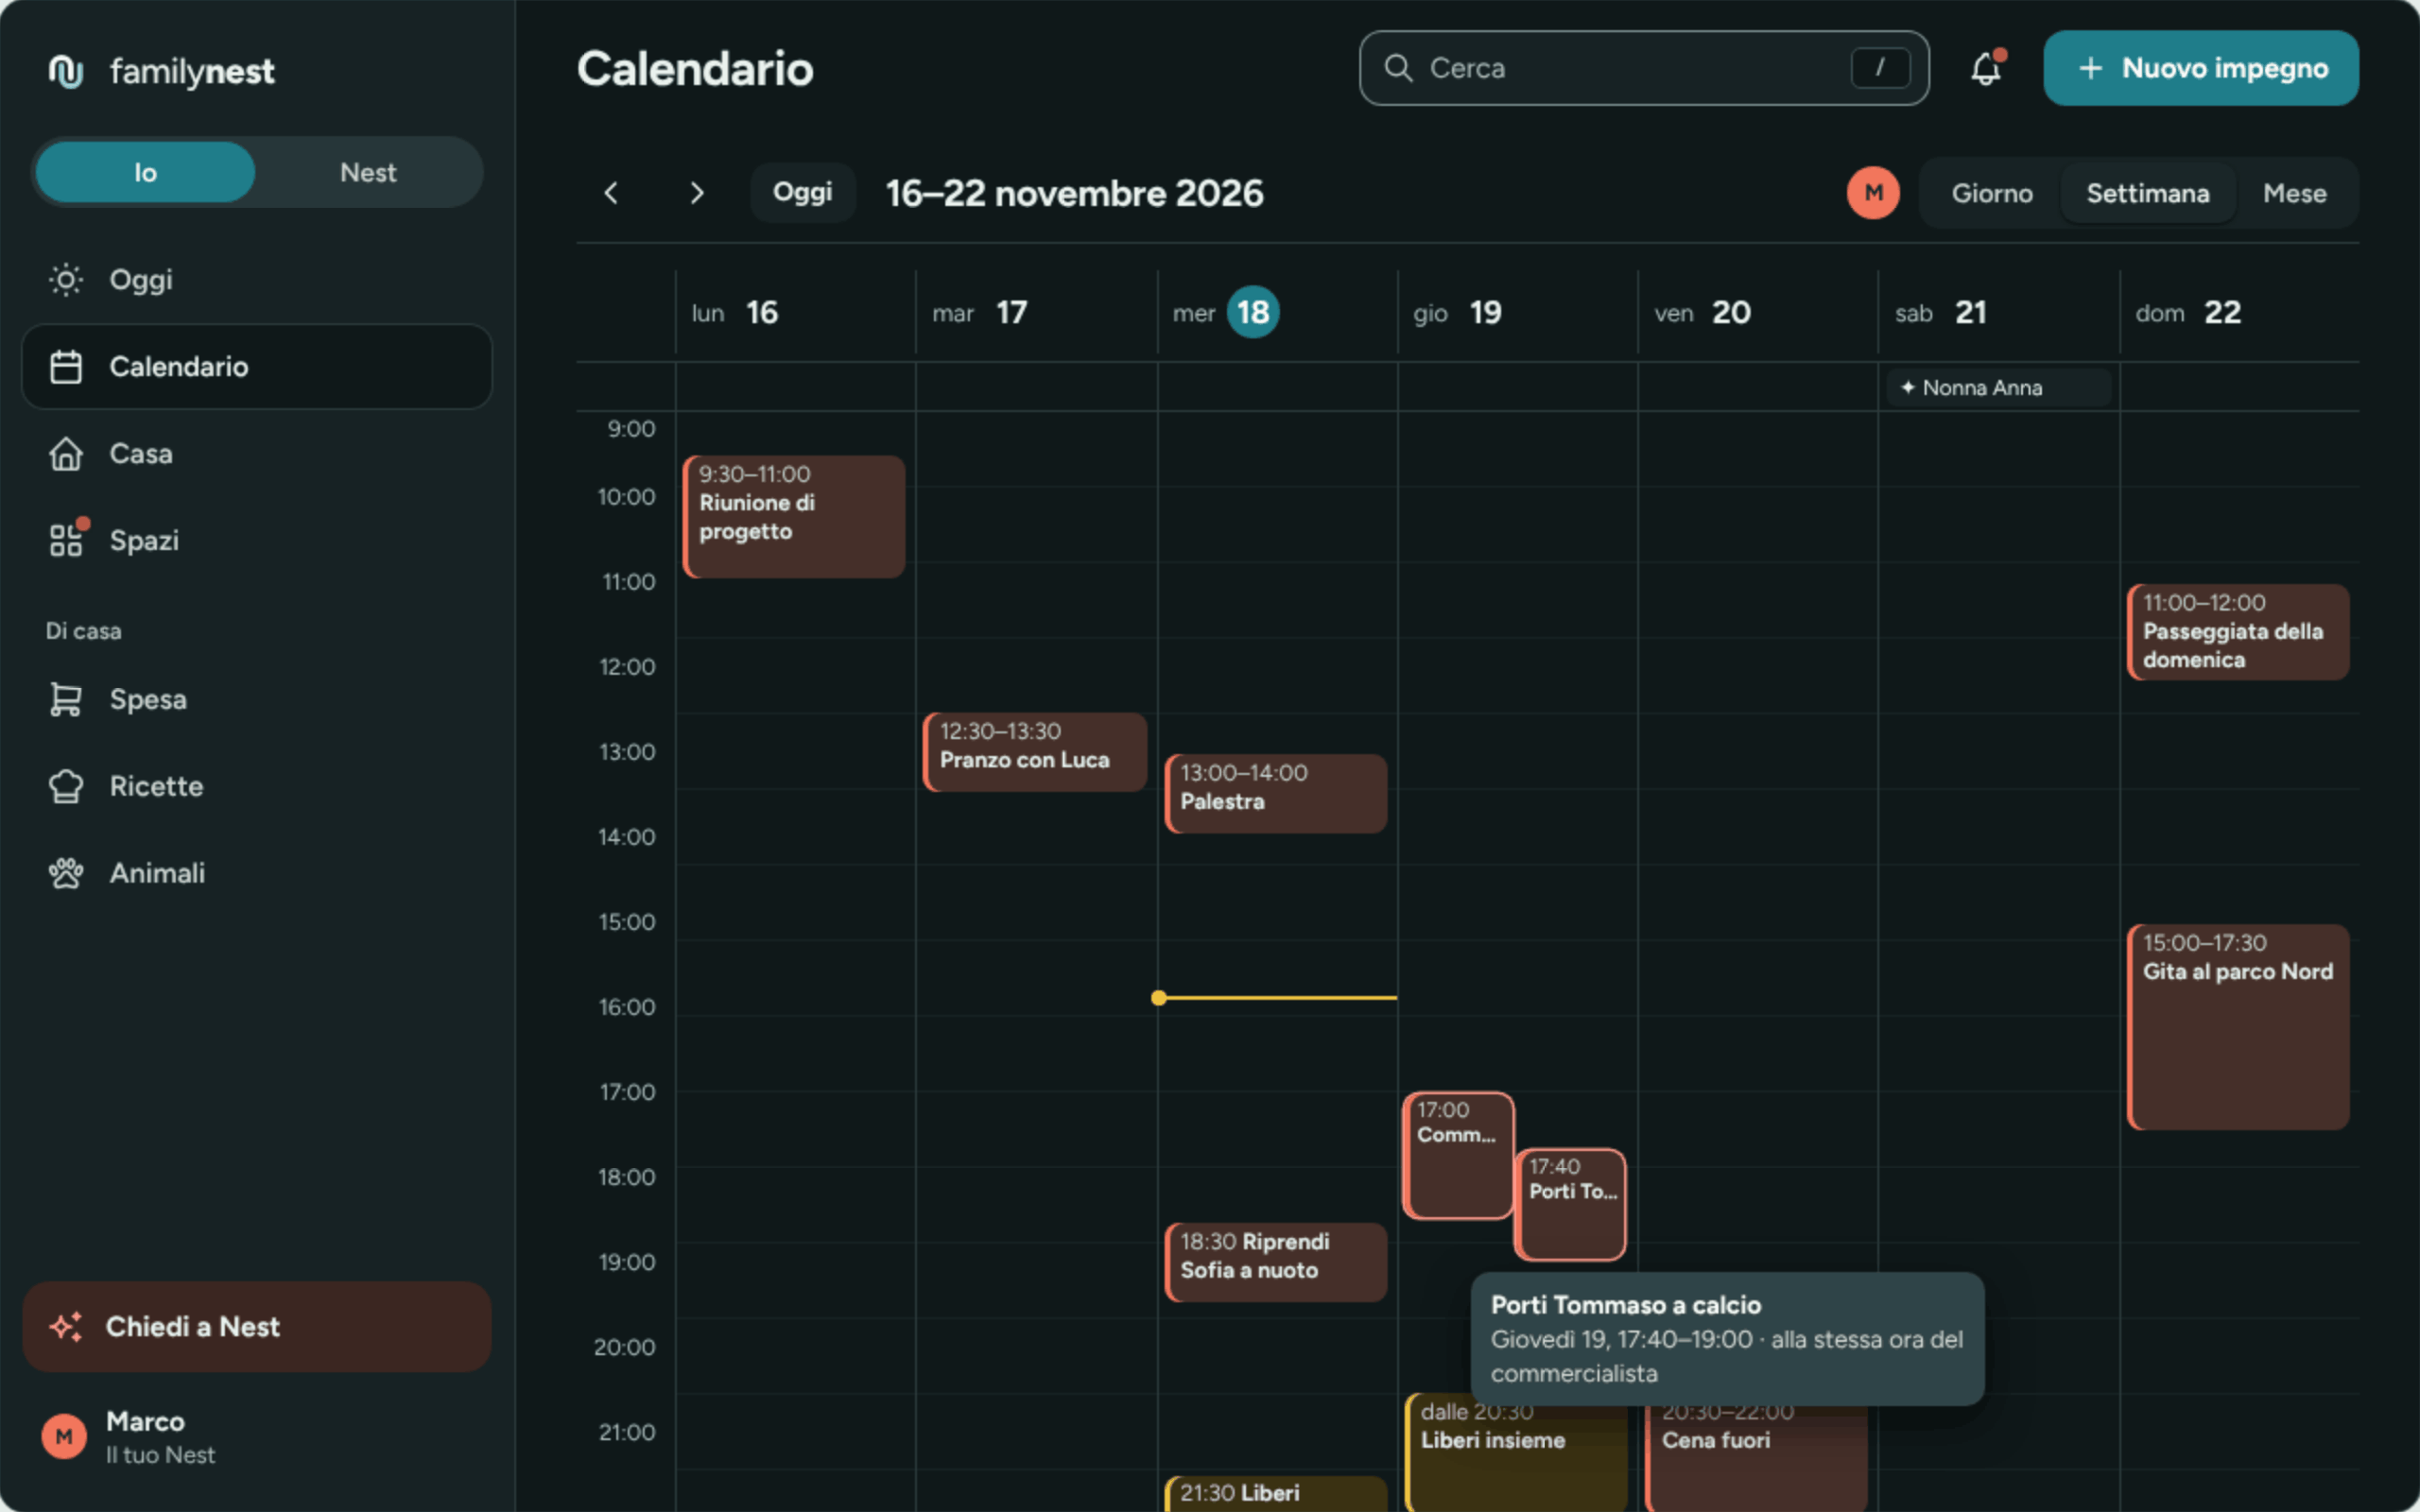 familynest
Io
Nest
Oggi
Calendario
Casa
Spazi
Di casa
Spesa
Ricette
Animali
Chiedi a Nest
M
Marco
Il tuo Nest
Calendario
Cerca
/
+ Nuovo impegno
Oggi
16–22 novembre 2026
M
Giorno
Settimana
Mese
lun 16
mar 17
mer 18
gio 19
ven 20
sab 21
dom 22
Nonna Anna
9:00
10:00
11:00
12:00
13:00
14:00
15:00
16:00
17:00
18:00
19:00
20:00
21:00
9:30–11:00
Riunione di
progetto
12:30–13:30
Pranzo con Luca
13:00–14:00
Palestra
18:30 Riprendi
Sofia a nuoto
21:30 Liberi
17:00
Comm...
17:40
Porti To...
Porti Tommaso a calcio
Giovedì 19, 17:40–19:00 · alla stessa ora del
commercialista
dalle 20:30
Liberi insieme
20:30–22:00
Cena fuori
11:00–12:00
Passeggiata della
domenica
15:00–17:30
Gita al parco Nord